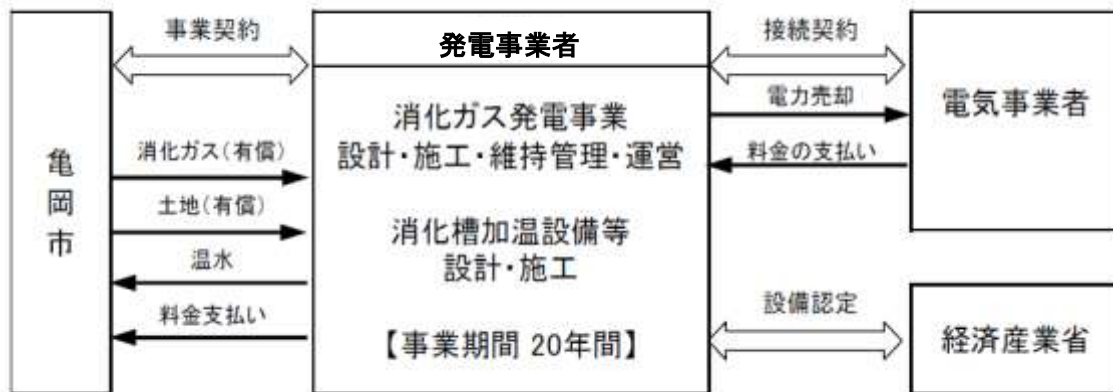 亀岡市
事業契約
消化ガス(有償)
土地(有償)
温水
料金支払い
発電事業者
消化ガス発電事業
設計・施工・維持管理・運営
消化槽加温設備等
設計・施工
【事業期間 20年間】
接続契約
電力売却
料金の支払い
設備認定
電気事業者
経済産業省